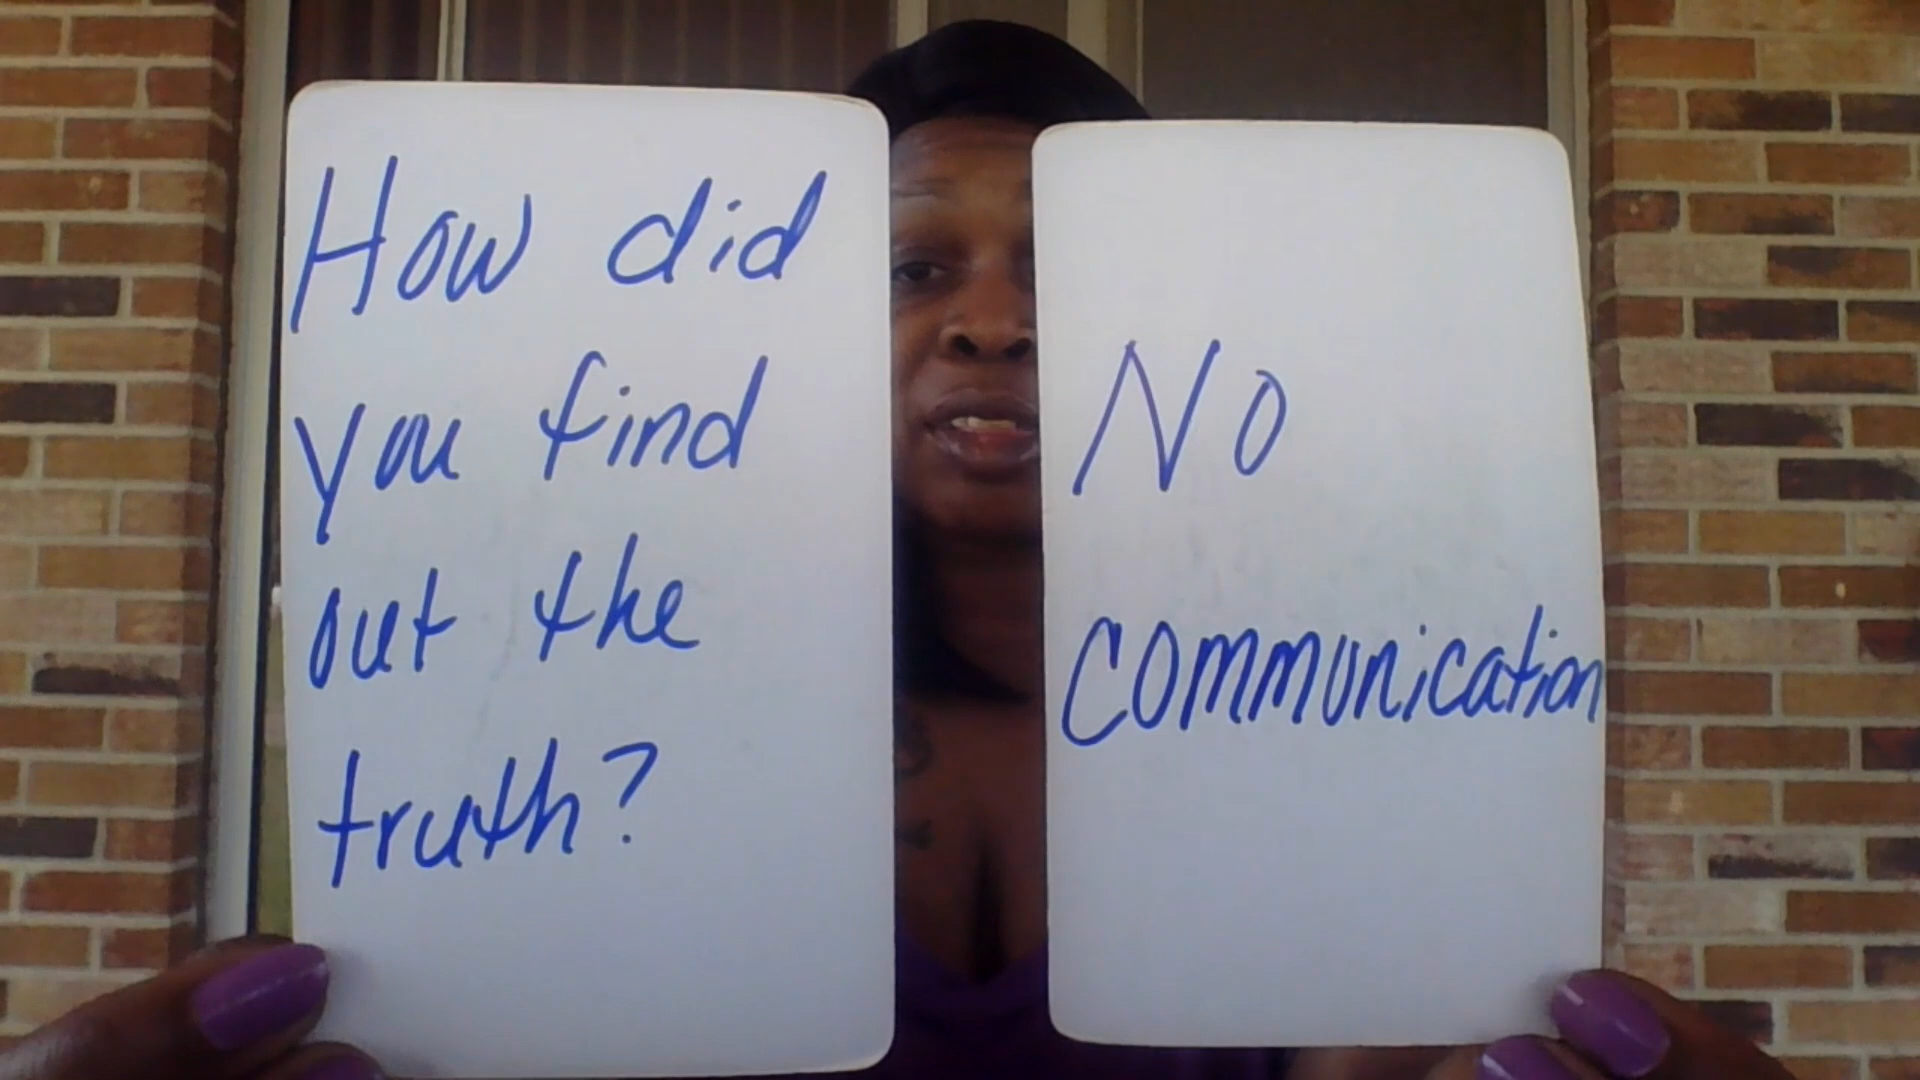 How did
you find
out the
truth?
No
communication